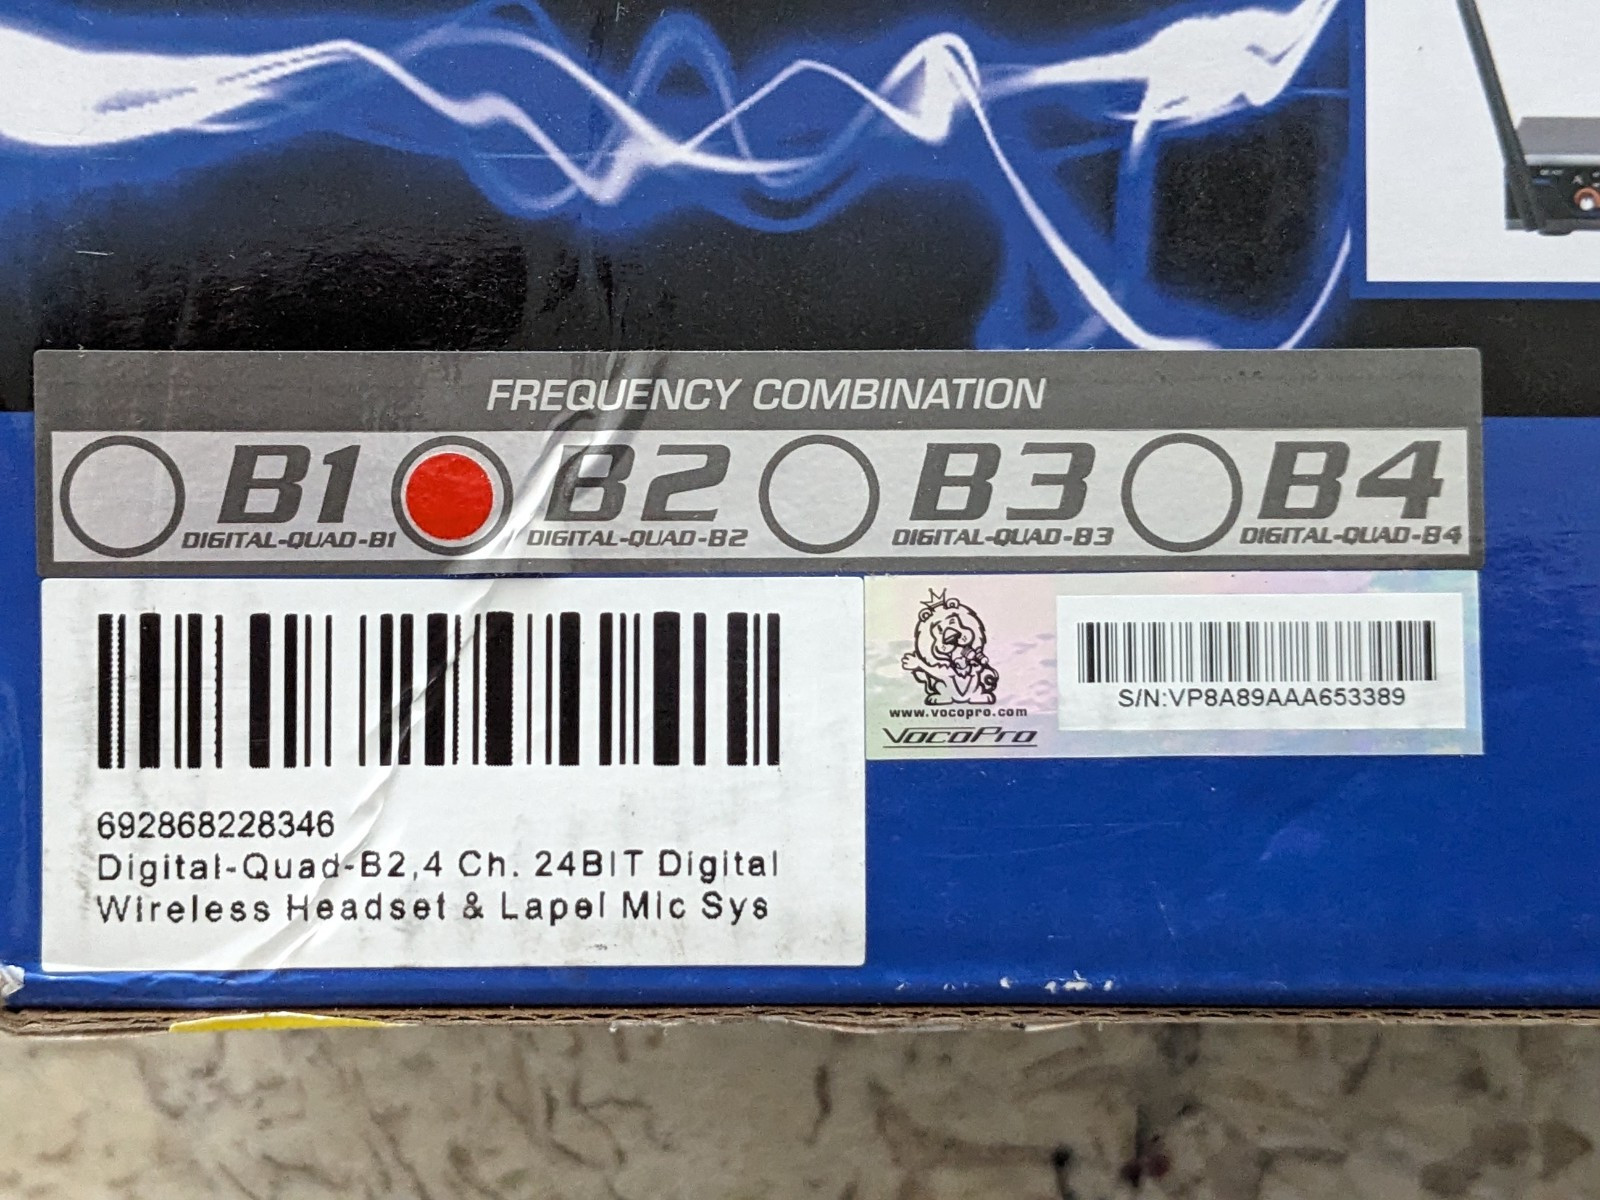 FREQUENCY COMBINATION
B1
DIGITAL-QUAD-B1
B2
DIGITAL-QUAD-B2
B3
DIGITAL-QUAD-B3
B4
DIGITAL-QUAD-B4
692868228346
Digital-Quad-B2,4 Ch. 24BIT Digital
Wireless Headset & Lapel Mic Sys
www.vocopro.com
VocoPro
S/N:VP8A89AAA653389